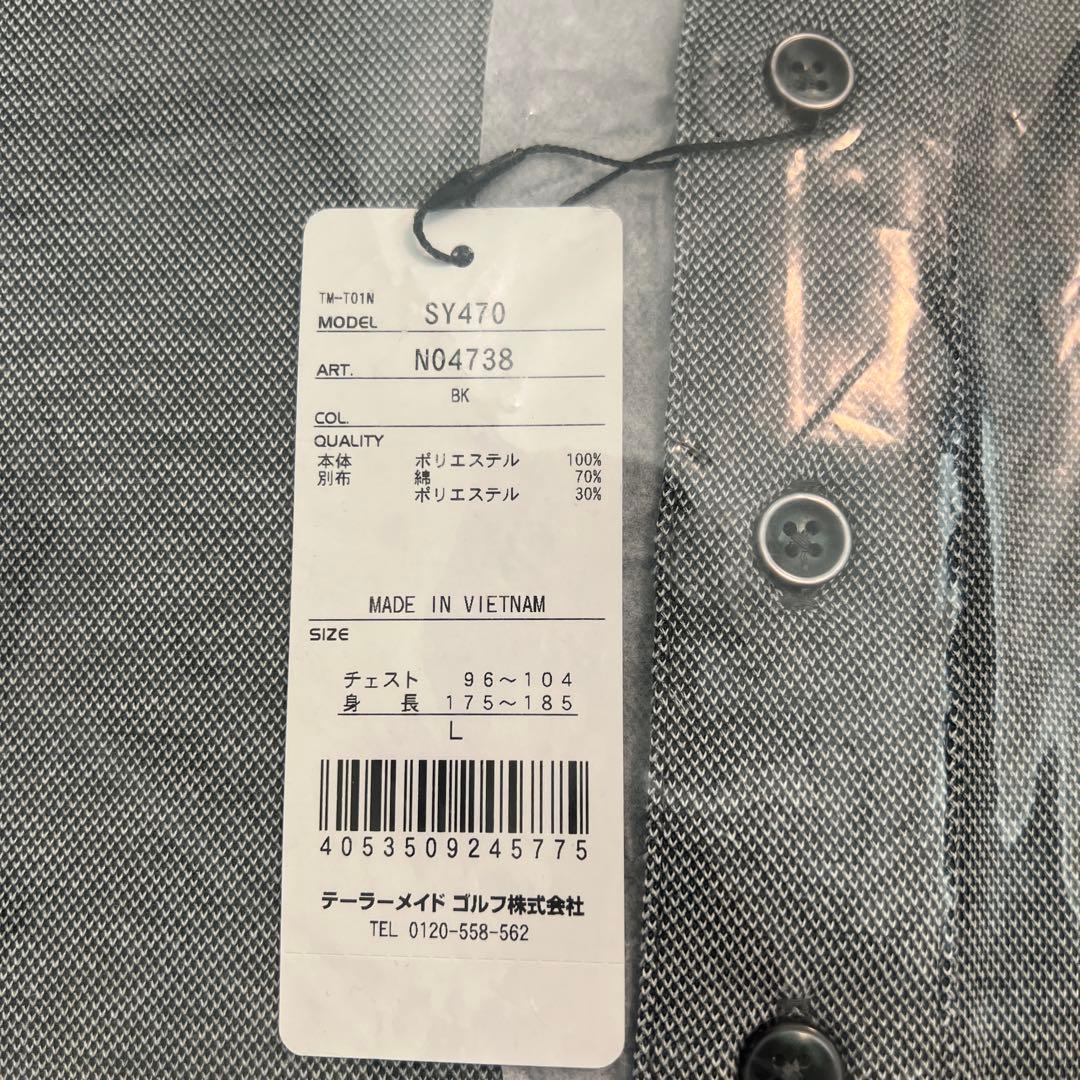 TM-T01N
MODEL SY470
ART. N04738
BK
COL.
QUALITY
本体 ポリエステル 100%
別布 綿 70%
ポリエステル 30%
MADE IN VIETNAM
SIZE
チェスト 96～104
身 長 175～185
L
4053509245775
テーラーメイド ゴルフ株式会社
TEL 0120-558-562